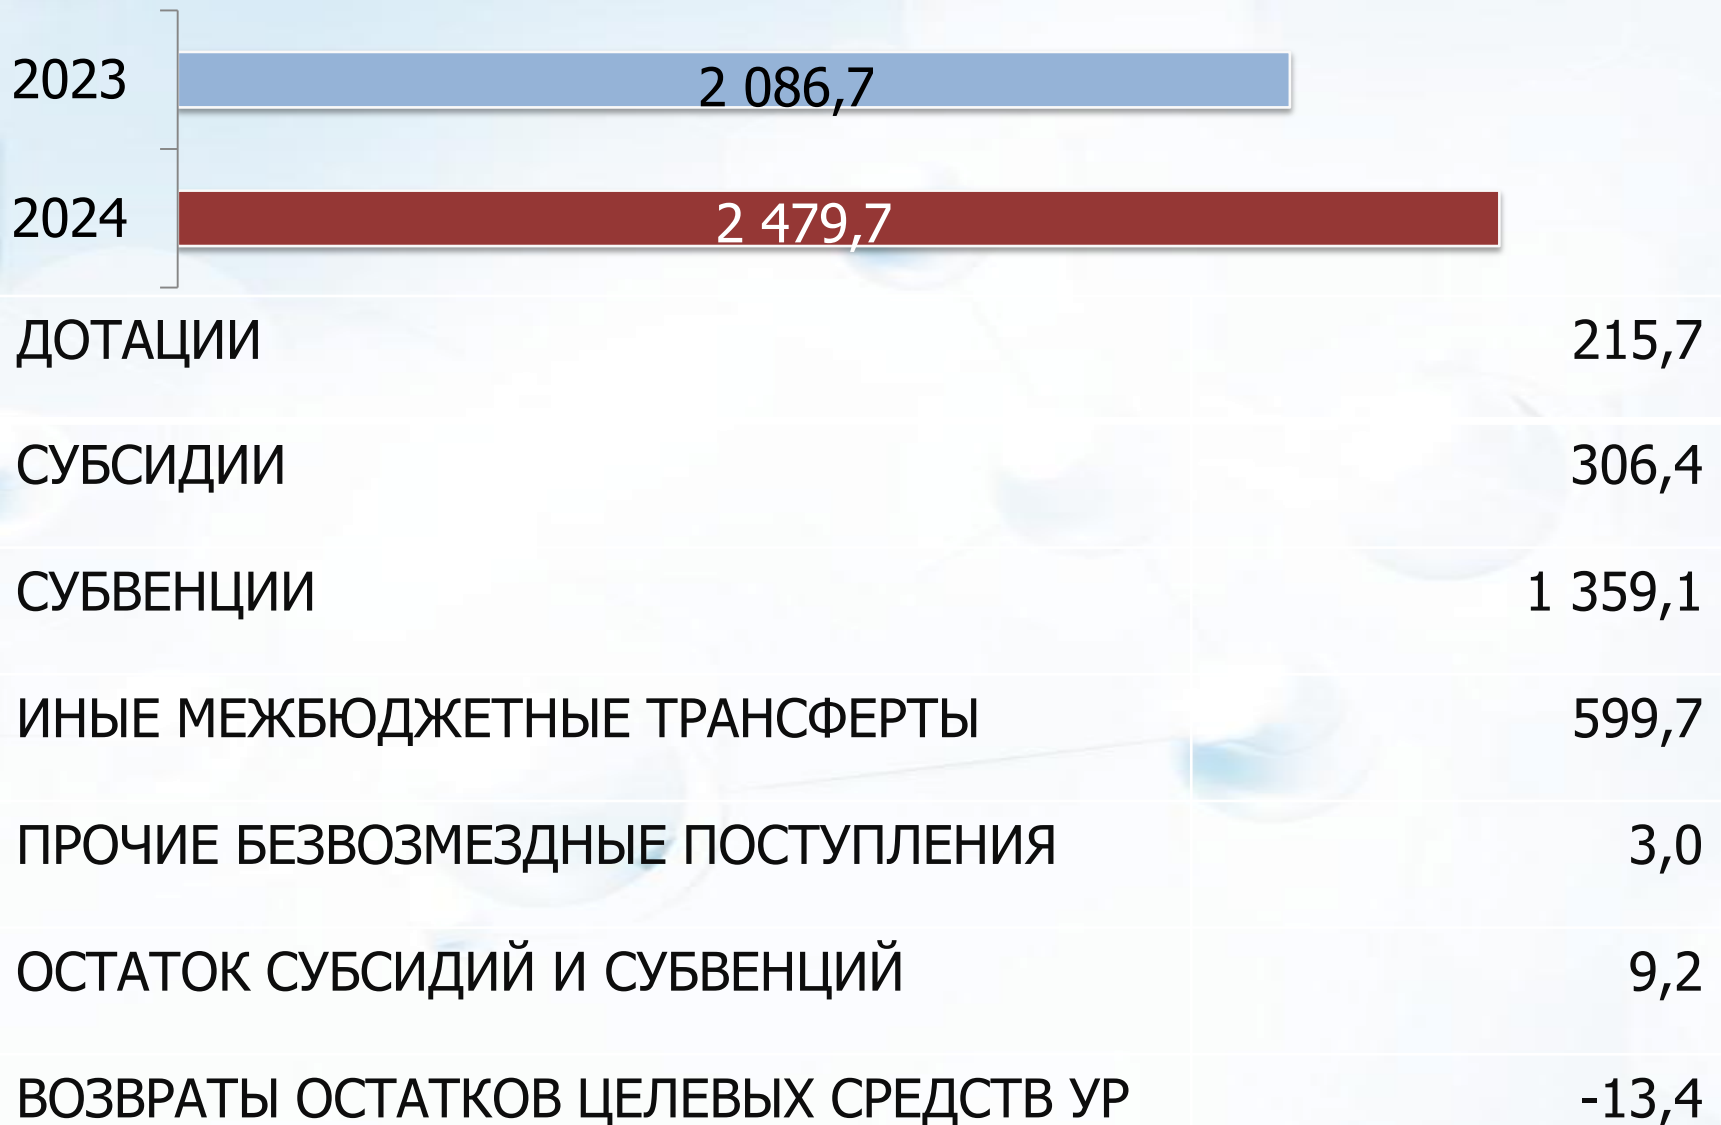 2023
2 086,7
2024
2 479,7
ДОТАЦИИ 215,7
СУБСИДИИ 306,4
СУБВЕНЦИИ 1 359,1
ИНЫЕ МЕЖБЮДЖЕТНЫЕ ТРАНСФЕРТЫ 599,7
ПРОЧИЕ БЕЗВОЗМЕЗДНЫЕ ПОСТУПЛЕНИЯ 3,0
ОСТАТОК СУБСИДИЙ И СУБВЕНЦИЙ 9,2
ВОЗВРАТЫ ОСТАТКОВ ЦЕЛЕВЫХ СРЕДСТВ УР -13,4